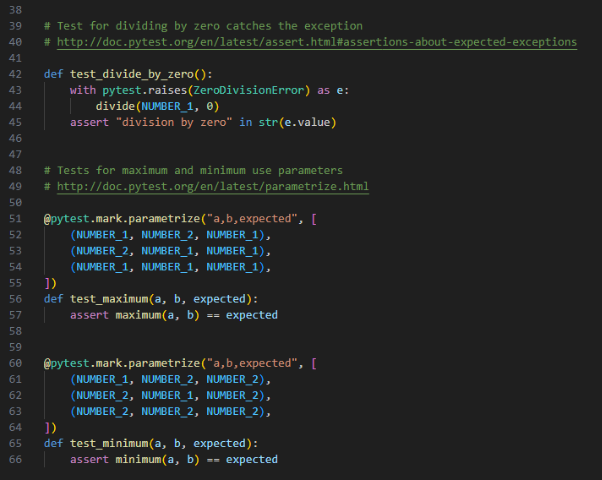 38
39 # Test for dividing by zero catches the exception
40 # http://doc.pytest.org/en/latest/assert.html#assertions-about-expected-exceptions
41
42 def test_divide_by_zero():
43     with pytest.raises(ZeroDivisionError) as e:
44         divide(NUMBER_1, 0)
45     assert "division by zero" in str(e.value)
46
47
48 # Tests for maximum and minimum use parameters
49 # http://doc.pytest.org/en/latest/parametrize.html
50
51 @pytest.mark.parametrize("a,b,expected", [
52     (NUMBER_1, NUMBER_2, NUMBER_1),
53     (NUMBER_2, NUMBER_1, NUMBER_1),
54     (NUMBER_1, NUMBER_1, NUMBER_1),
55 ])
56 def test_maximum(a, b, expected):
57     assert maximum(a, b) == expected
58
59
60 @pytest.mark.parametrize("a,b,expected", [
61     (NUMBER_1, NUMBER_2, NUMBER_2),
62     (NUMBER_2, NUMBER_1, NUMBER_2),
63     (NUMBER_2, NUMBER_2, NUMBER_2),
64 ])
65 def test_minimum(a, b, expected):
66     assert minimum(a, b) == expected